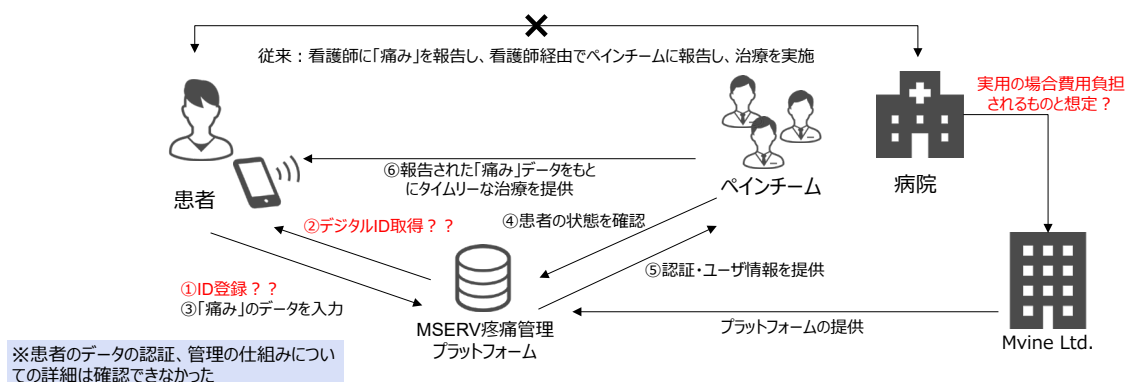 従来：看護師に「痛み」を報告し、看護師経由でペインチームに報告し、治療を実施
実用の場合費用負担
されるものと想定？
⑥報告された「痛み」データをもと
にタイムリーな治療を提供
患者
ペインチーム
病院
②デジタルID取得？？
④患者の状態を確認
⑤認証・ユーザ情報を提供
①ID登録？？
③「痛み」のデータを入力
MSERV疼痛管理
プラットフォーム
プラットフォームの提供
Mvine Ltd.
※患者のデータの認証、管理の仕組みについ
ての詳細は確認できなかった